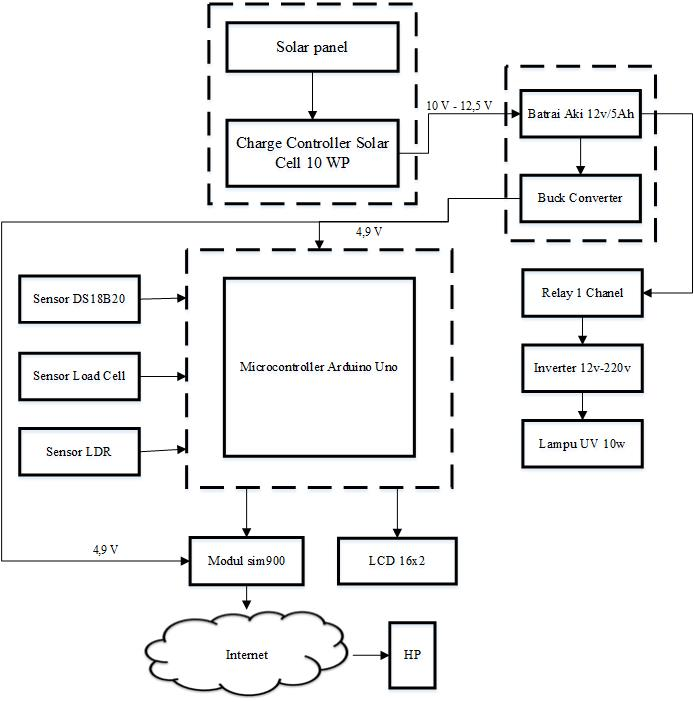 Solar panel
Charge Controller Solar
Cell 10 WP
10 V - 12,5 V
Batrai Aki 12v/5Ah
Buck Converter
4,9 V
Sensor DS18B20
Sensor Load Cell
Sensor LDR
Microcontroller Arduino Uno
Relay 1 Chanel
Inverter 12v-220v
Lampu UV 10w
4,9 V
Modul sim900
LCD 16x2
Internet
HP